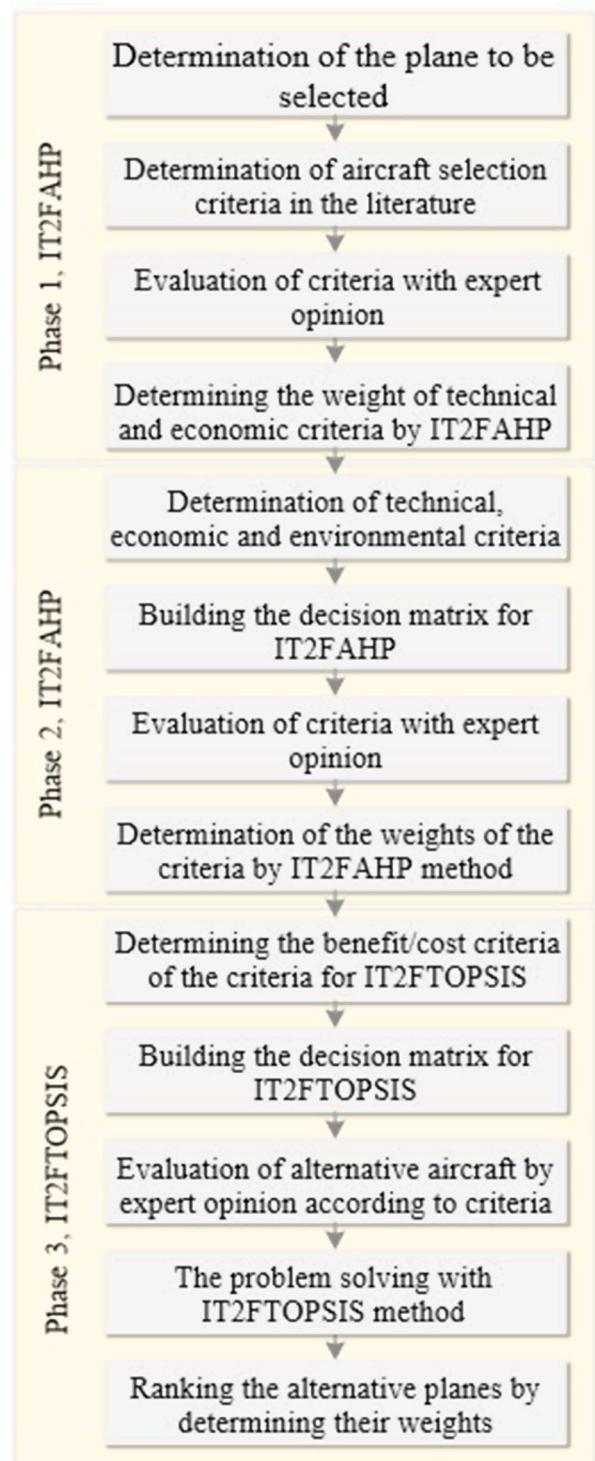 Phase 1, IT2FAHP
Determination of the plane to be
selected
Determination of aircraft selection
criteria in the literature
Evaluation of criteria with expert
opinion
Determining the weight of technical
and economic criteria by IT2FAHP
Phase 2, IT2FAHP
Determination of technical,
economic and environmental criteria
Building the decision matrix for
IT2FAHP
Evaluation of criteria with expert
opinion
Determination of the weights of the
criteria by IT2FAHP method
Phase 3, IT2FTOPSIS
Determining the benefit/cost criteria
of the criteria for IT2FTOPSIS
Building the decision matrix for
IT2FTOPSIS
Evaluation of alternative aircraft by
expert opinion according to criteria
The problem solving with
IT2FTOPSIS method
Ranking the alternative planes by
determining their weights